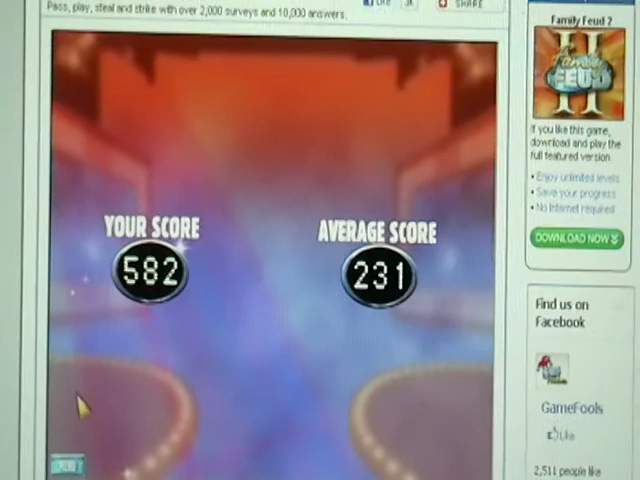 Pass, play, steal and strike with over 2,000 surveys and 10,000 answers.
Like
SHARE
Family Feud 2
II
FEUD
If you like this game,
download and play the
full featured version.
• Enjoy unlimited levels
• Save your progress
• No Internet required
DOWNLOAD NOW
YOUR SCORE
AVERAGE SCORE
582
231
Find us on
Facebook
GameFools
Like
2,511 people like